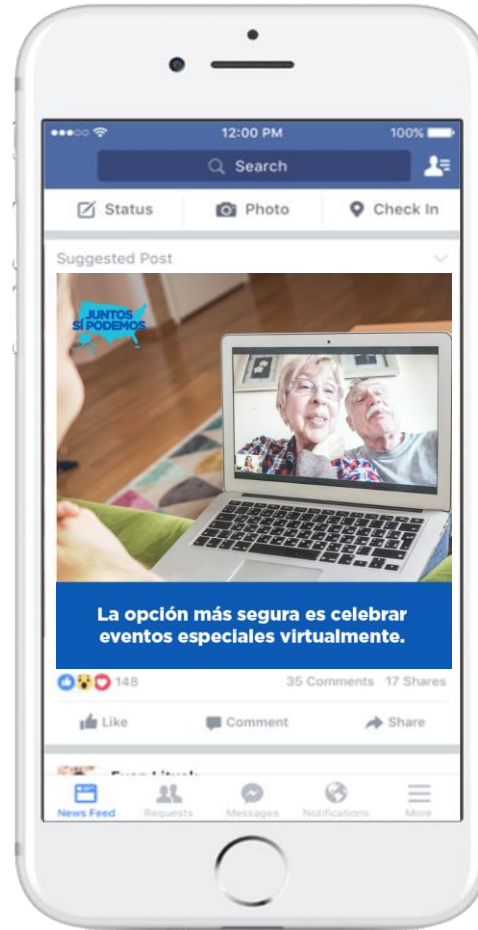 12:00 PM 100%
Search
Status Photo Check In
Suggested Post
JUNTOS
SÍ PODEMOS
La opción más segura es celebrar
eventos especiales virtualmente.
148 35 Comments 17 Shares
Like Comment Share
News Feed Requests Messages Notifications More